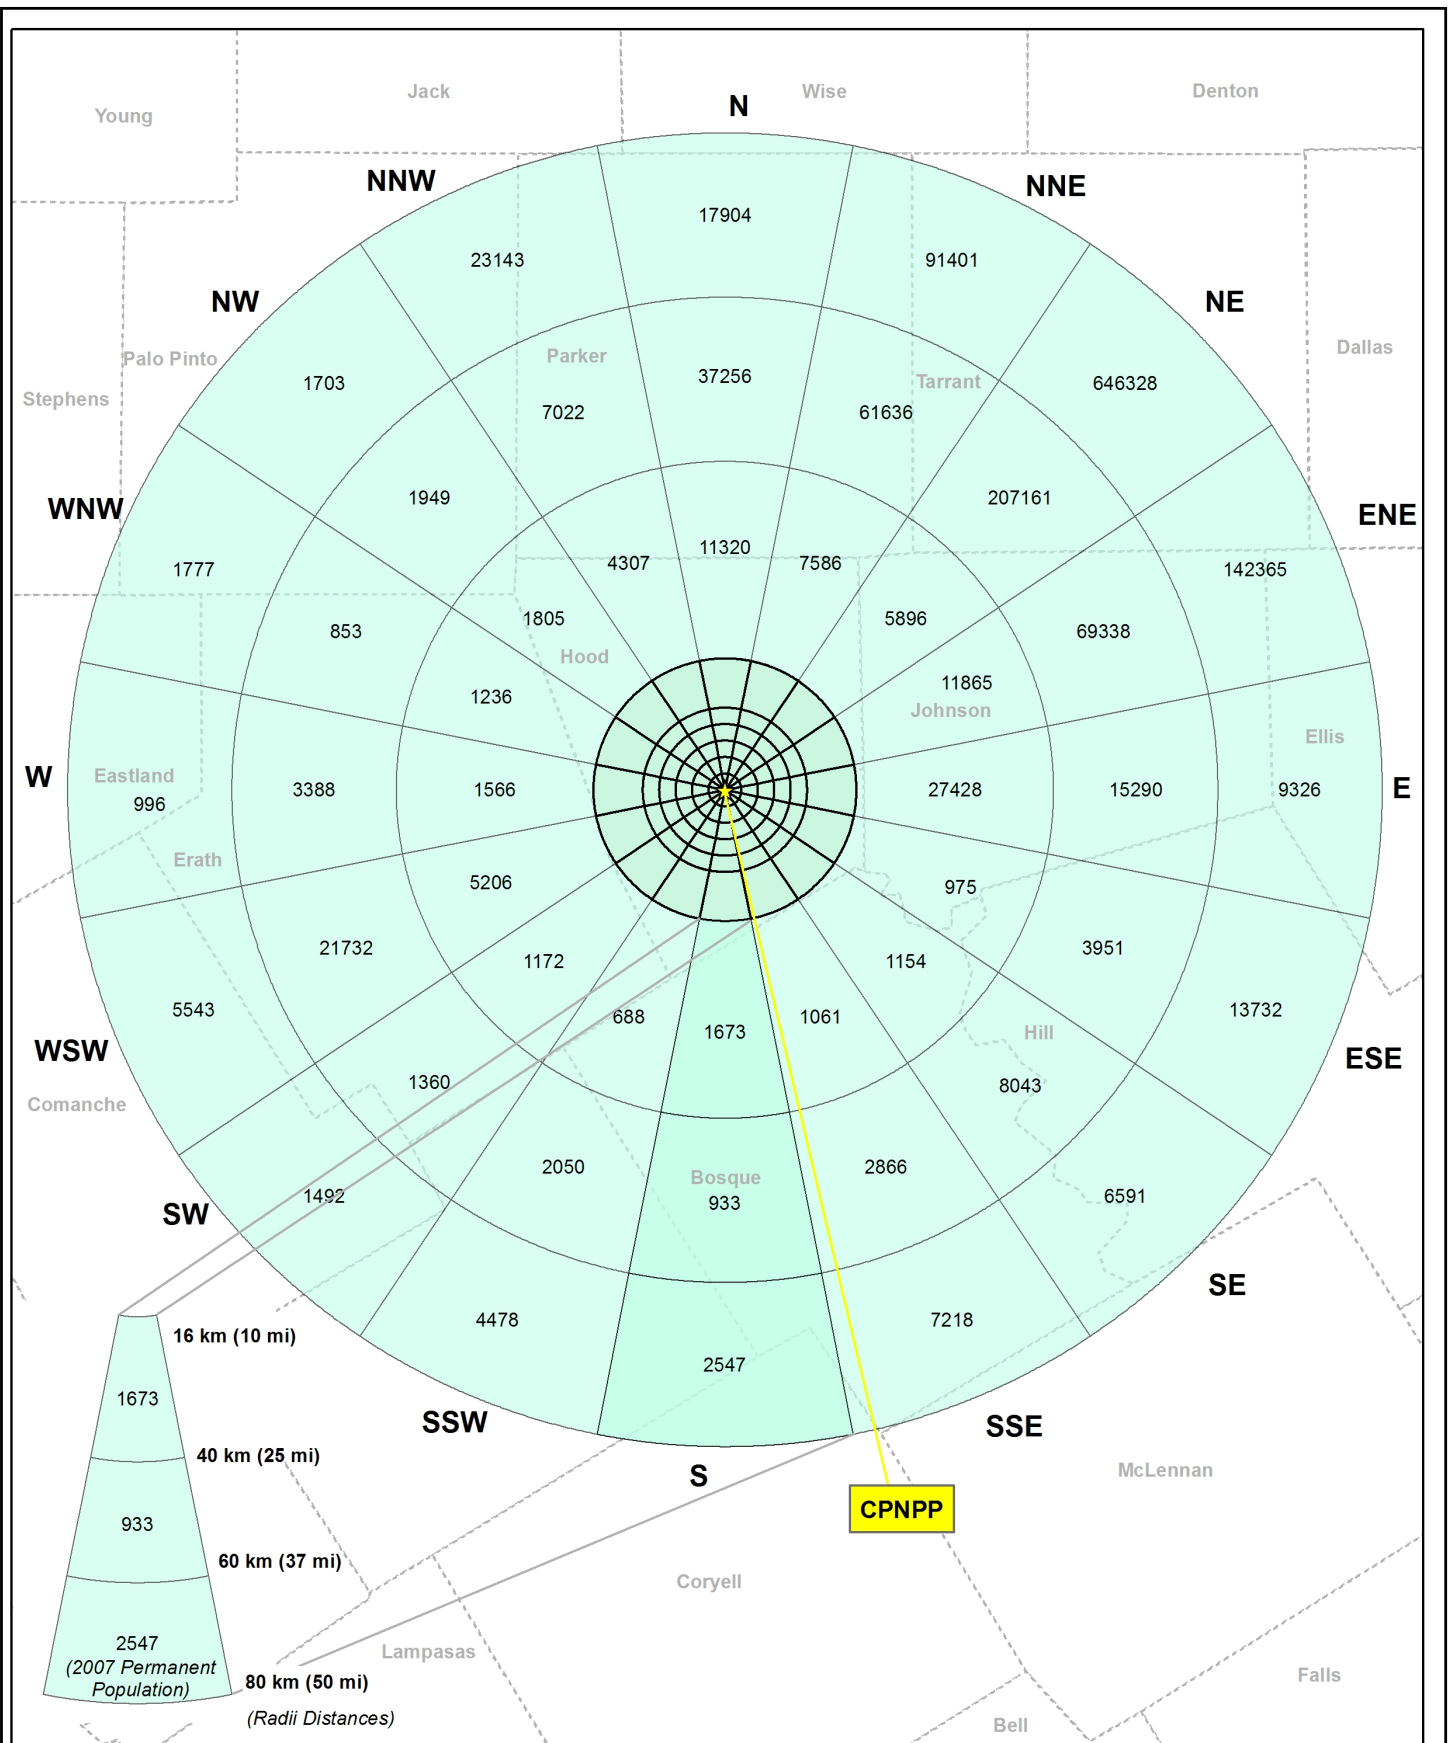 Jack
Wise
Denton
Young
N
NNW
NNE
17904
23143
91401
NW
NE
Dallas
Palo Pinto
Parker
37256
Tarrant
1703
646328
Stephens
7022
61636
1949
207161
WNW
ENE
11320
4307
7586
1777
142365
1805
5896
853
69338
Hood
11865
1236
Johnson
Ellis
W
Eastland
3388
1566
27428
15290
9326
E
996
Erath
5206
975
21732
1172
1154
3951
5543
688
1061
13732
1673
Hill
WSW
ESE
1360
8043
Comanche
2050
2866
Bosque
933
1492
6591
SW
SE
4478
7218
16 km (10 mi)
2547
1673
SSW
SSE
40 km (25 mi)
S
McLennan
CPNPP
933
60 km (37 mi)
Coryell
2547
(2007 Permanent
Population)
Lampasas
80 km (50 mi)
Falls
(Radii Distances)
Bell